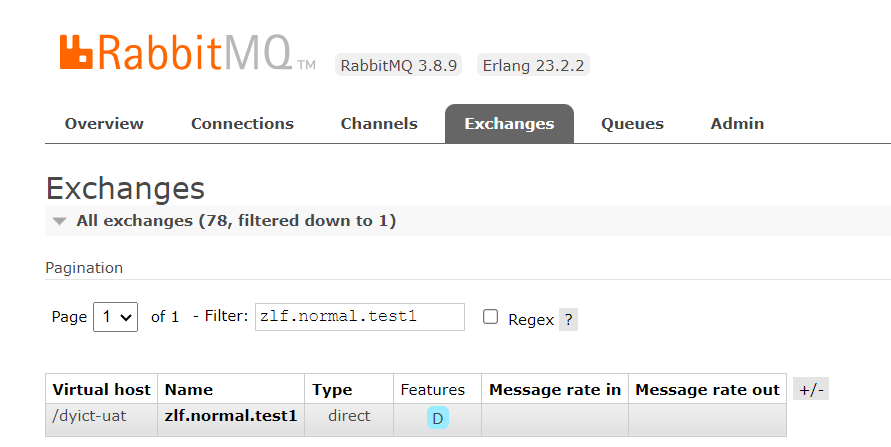 RabbitMQ TM RabbitMQ 3.8.9 Erlang 23.2.2
Overview Connections Channels Exchanges Queues Admin
Exchanges
All exchanges (78, filtered down to 1)
Pagination
Page 1 of 1 - Filter: zlf.normal.test1 Regex ?
Virtual host Name Type Features Message rate in Message rate out +/-
/dyict-uat zlf.normal.test1 direct D